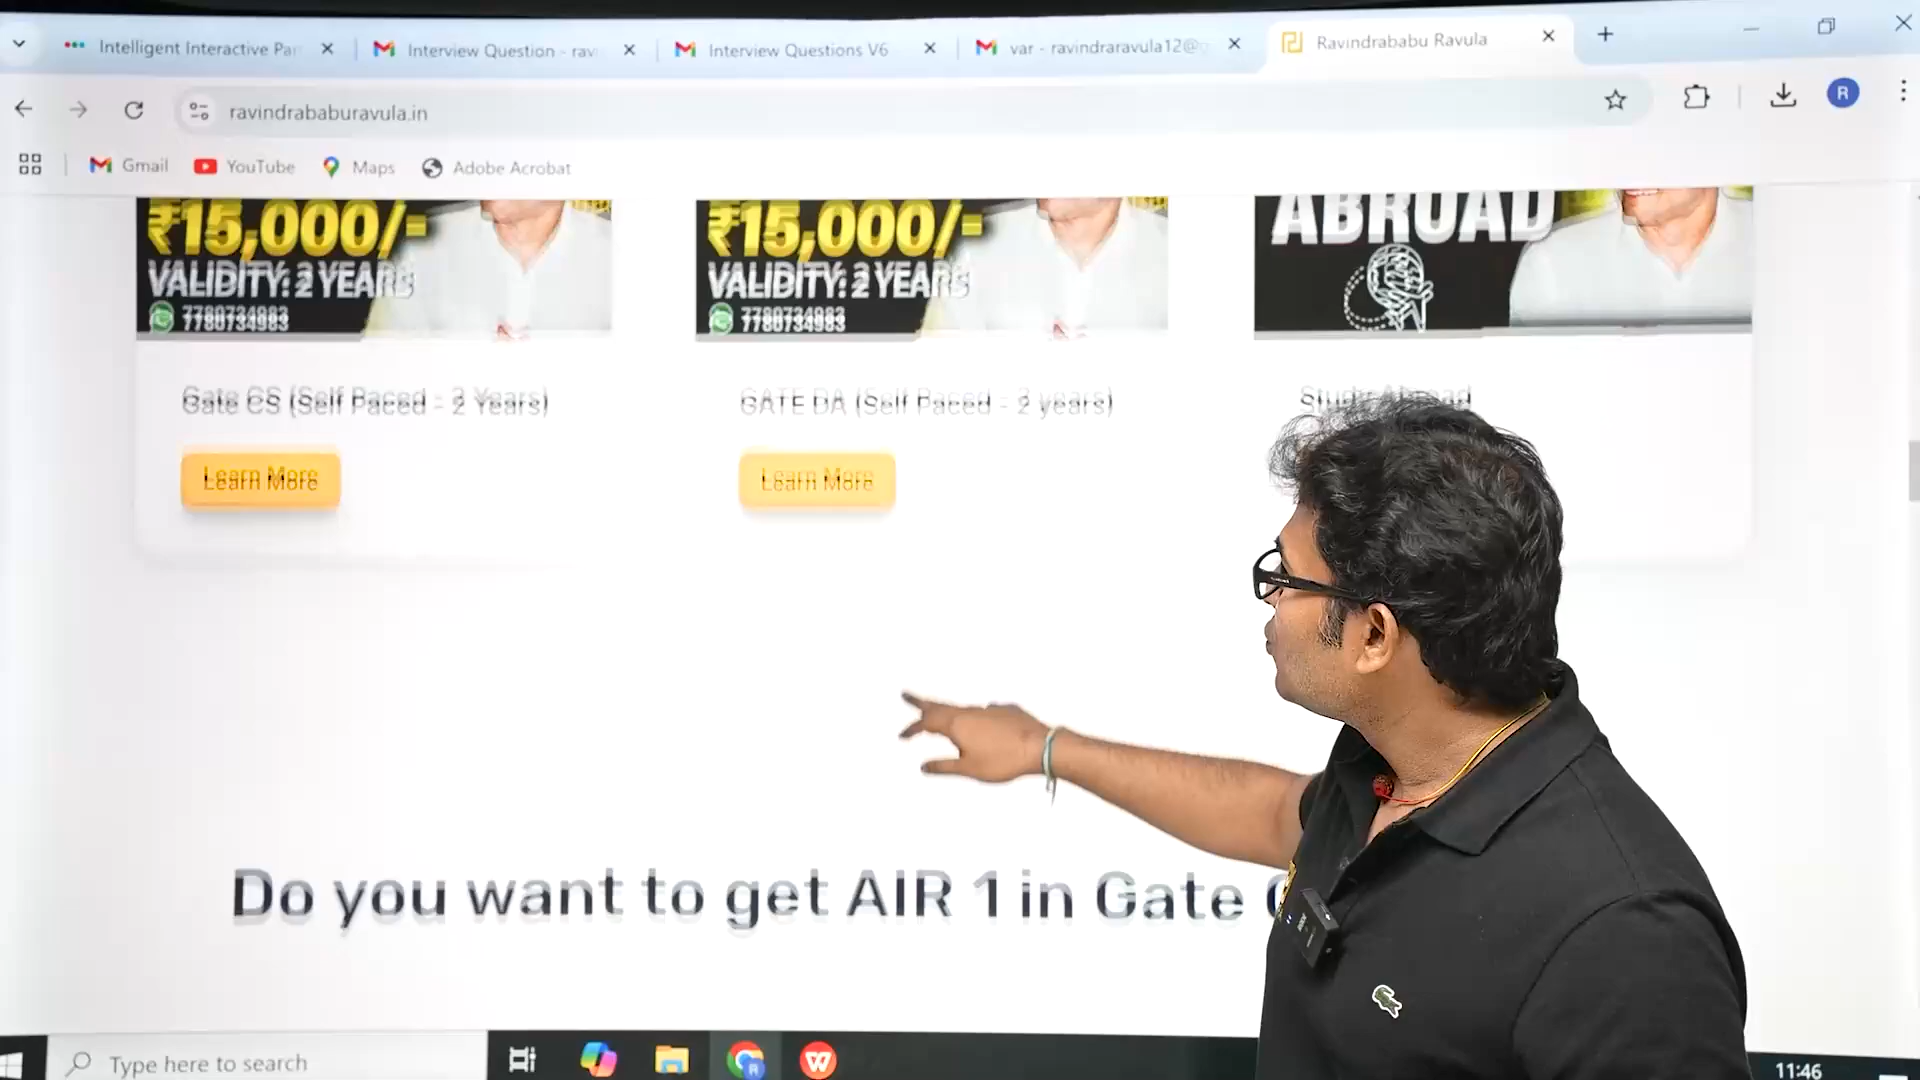 Intelligent Interactive Pan
Interview Question - ravi
Interview Questions V6
var - ravindraravula12@g
Ravindrababu Ravula
ravindrababuravula.in
R
Gmail
YouTube
Maps
Adobe Acrobat
₹15,000/-
VALIDITY: 2 YEARS
7780734983
₹15,000/-
VALIDITY: 2 YEARS
7780734983
ABROAD
Gate CS (Self Paced - 2 Years)
GATE DA (Self Paced - 2 years)
Study Abroad
Learn More
Learn More
Do you want to get AIR 1 in Gate
Type here to search
11:46